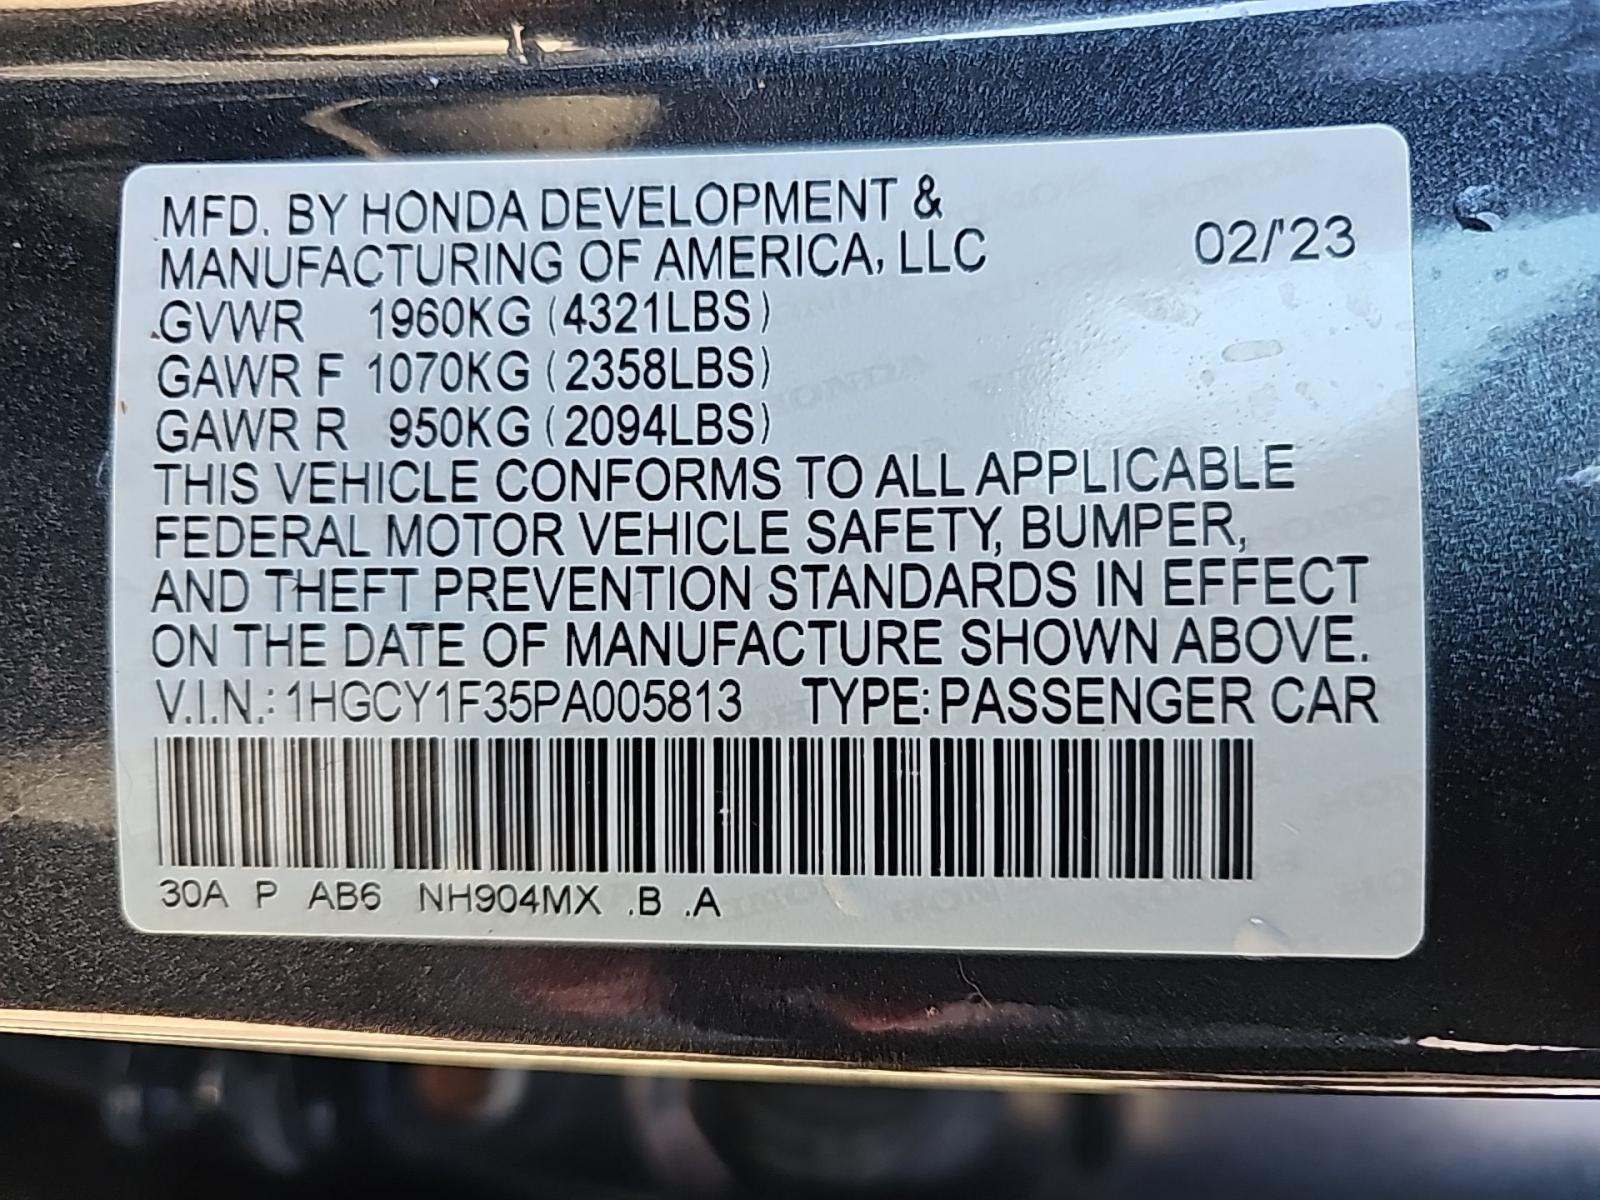 MFD. BY HONDA DEVELOPMENT &
MANUFACTURING OF AMERICA, LLC 02/'23
GVWR 1960KG (4321LBS)
GAWR F 1070KG (2358LBS)
GAWR R 950KG (2094LBS)
THIS VEHICLE CONFORMS TO ALL APPLICABLE
FEDERAL MOTOR VEHICLE SAFETY, BUMPER,
AND THEFT PREVENTION STANDARDS IN EFFECT
ON THE DATE OF MANUFACTURE SHOWN ABOVE.
V.I.N.: 1HGCY1F35PA005813 TYPE: PASSENGER CAR
30A P AB6 NH904MX .B .A